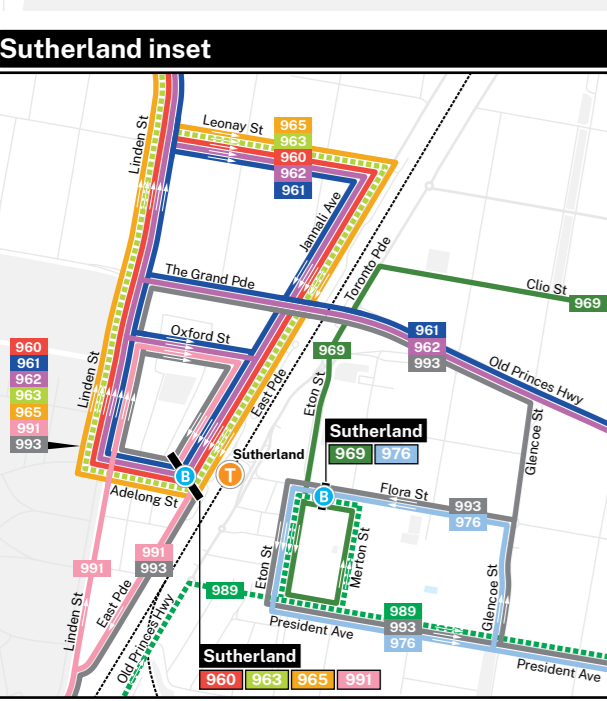 Sutherland inset
Linden St
Leonay St
965
963
960
962
961
Jannali Ave
Toronto Pde
The Grand Pde
Clio St
969
Oxford St
961
962
993
Old Princes Hwy
960
961
962
963
965
991
993
Linden St
969
East Pde
Eton St
Glencoe St
Sutherland
T
B
Adelong St
Sutherland
969 976
B
Flora St
993
976
991
993
991
Eton St
Merton St
Glencoe St
Linden St
East Pde
Old Princes Hwy
989
989
993
976
President Ave
President Ave
Sutherland
960 963 965 991